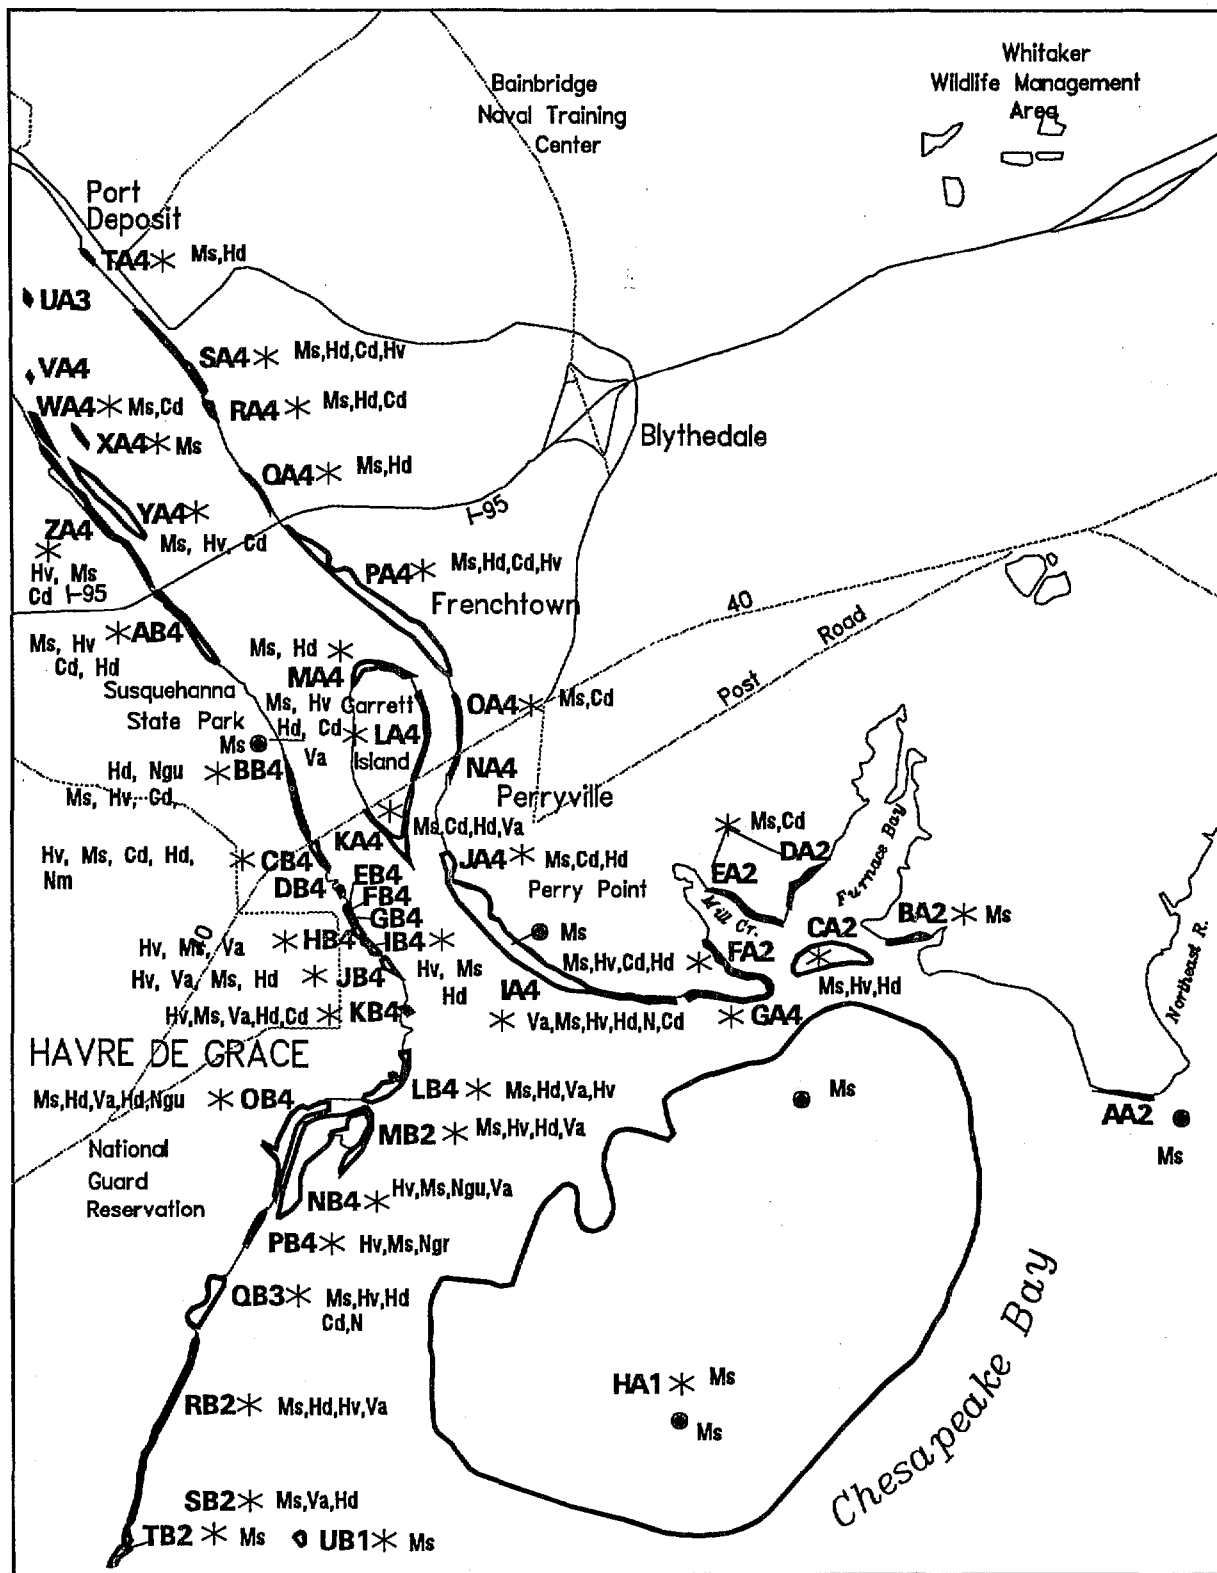 Whitaker
Wildlife Management
Area
Bainbridge
Naval Training
Center
Port
Deposit
TA4 Ms,Hd
UA3
SA4 Ms,Hd,Cd,Hv
VA4
WA4 Ms,Cd
RA4 Ms,Hd,Cd
XA4 Ms
Blythedale
QA4 Ms,Hd
I-95
YA4
Ms, Hv, Cd
ZA4
Hv, Ms
Cd I-95
PA4 Ms,Hd,Cd,Hv
Frenchtown
40
Post Road
AB4
Ms, Hv
Cd, Hd
Ms, Hd
MA4
Susquehanna
State Park
Ms
Ms, Hv
Hd, Cd
Va
Garrett
Island
LA4
OA4 Ms,Cd
NA4
Hd, Ngu BB4
Ms, Hv, Cd,
Perryville
Ms,Cd,Hd,Va
KA4
Hv, Ms, Cd, Hd,
Nm
CB4
DB4
EB4
FB4
GB4
JA4 Ms,Cd,Hd
Perry Point
Ms
Ms,Cd
DA2
EA2
Furnace Bay
Mill Cr.
CA2
BA2 Ms
FA2
Ms,Hv,Cd,Hd
Ms,Hv,Hd
Northeast R.
40
Hv, Ms, Va HB4
IB4
Hv, Ms
Hd
Hv, Va, Ms, Hd JB4
IA4
Va,Ms,Hv,Hd,N,Cd
GA4
Hv,Ms,Va,Hd,Cd KB4
HAVRE DE GRACE
Ms,Hd,Va,Hd,Ngu OB4
LB4 Ms,Hd,Va,Hv
Ms
AA2
Ms
MB2 Ms,Hv,Hd,Va
National
Guard
Reservation
NB4 Hv,Ms,Ngu,Va
PB4 Hv,Ms,Ngr
QB3 Ms,Hv,Hd
Cd,N
Chesapeake Bay
HA1 Ms
Ms
RB2 Ms,Hd,Hv,Va
SB2 Ms,Va,Hd
TB2 Ms
UB1 Ms